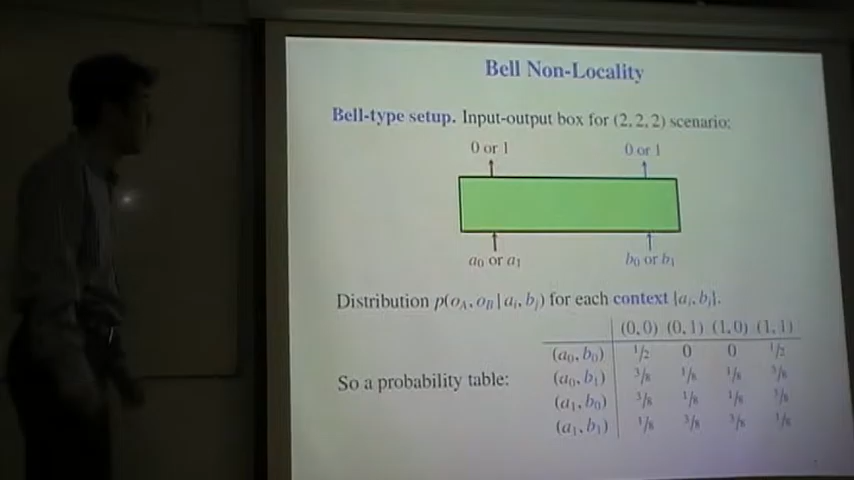 Bell Non-Locality
Bell-type setup. Input-output box for (2, 2, 2) scenario:
0 or 1 0 or 1
a₀ or a₁ b₀ or b₁
Distribution p(o_A, o_B | a_i, b_j) for each context {a_i, b_j}.
(0, 0) (0, 1) (1, 0) (1, 1)
(a₀, b₀) 1/2 0 0 1/2
(a₀, b₁) 3/8 1/8 1/8 3/8
So a probability table:
(a₁, b₀) 3/8 1/8 1/8 3/8
(a₁, b₁) 1/8 3/8 3/8 1/8